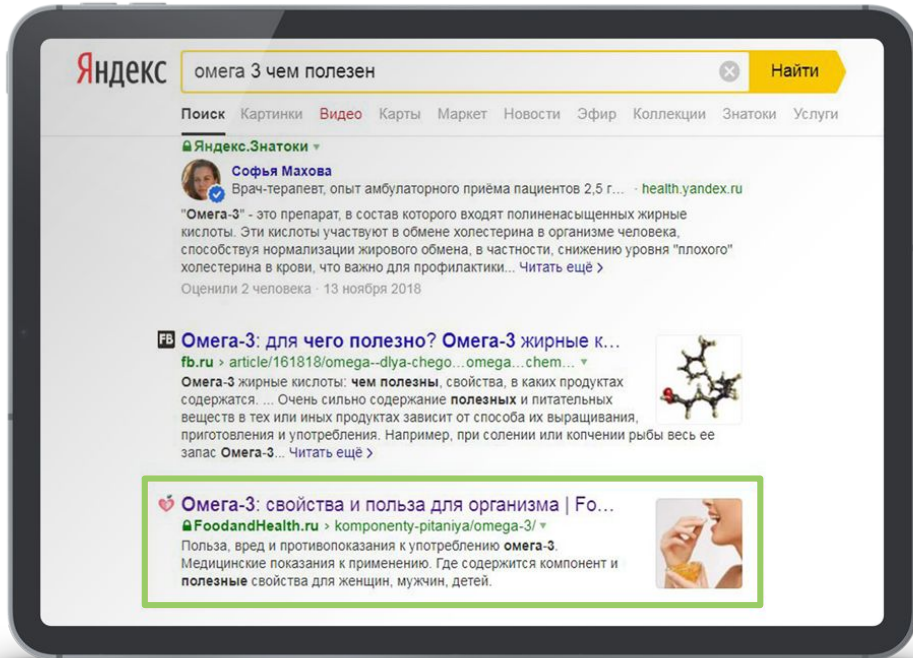 Яндекс
омега 3 чем полезен
Найти
Поиск Картинки Видео Карты Маркет Новости Эфир Коллекции Знатоки Услуги
Яндекс.Знатоки
Софья Махова
Врач-терапевт, опыт амбулаторного приёма пациентов 2,5 г... · health.yandex.ru
"Омега-3" - это препарат, в состав которого входят полиненасыщенных жирные
кислоты. Эти кислоты участвуют в обмене холестерина в организме человека,
способствуя нормализации жирового обмена, в частности, снижению уровня "плохого"
холестерина в крови, что важно для профилактики... Читать ещё >
Оценили 2 человека · 13 ноября 2018
FB Омега-3: для чего полезно? Омега-3 жирные к...
fb.ru > article/161818/omega--dlya-chego...omega...chem...
Омега-3 жирные кислоты: чем полезны, свойства, в каких продуктах
содержатся. ... Очень сильно содержание полезных и питательных
веществ в тех или иных продуктах зависит от способа их выращивания,
приготовления и употребления. Например, при солении или копчении рыбы весь ее
запас Омега-3... Читать ещё >
Омега-3: свойства и польза для организма | Fo...
FoodandHealth.ru > komponenty-pitaniya/omega-3/
Польза, вред и противопоказания к употреблению омега-3.
Медицинские показания к применению. Где содержится компонент и
полезные свойства для женщин, мужчин, детей.